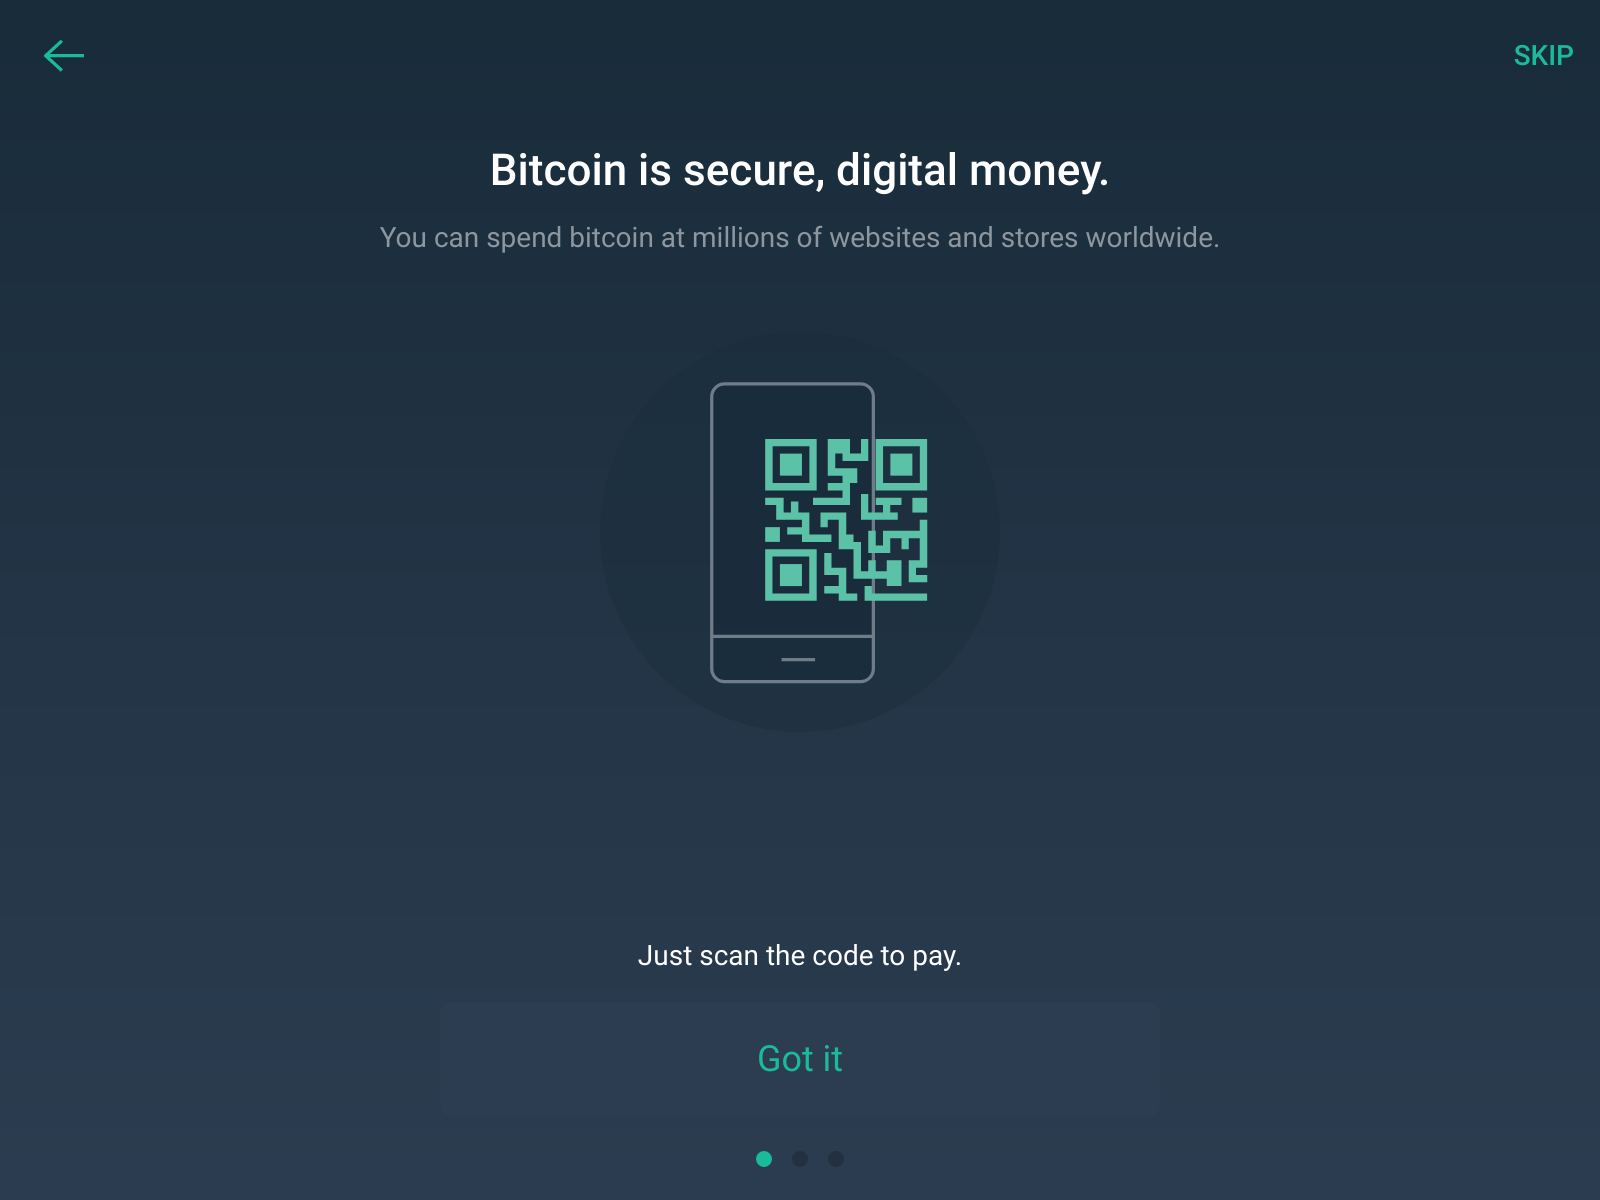 SKIP
Bitcoin is secure, digital money.
You can spend bitcoin at millions of websites and stores worldwide.
Just scan the code to pay.
Got it